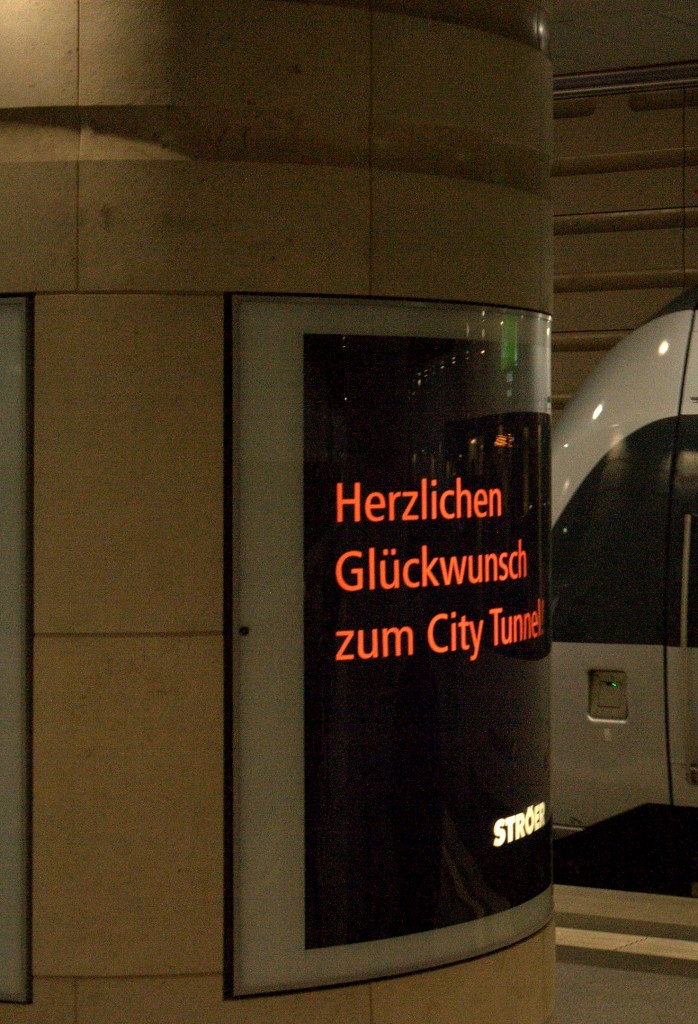 Herzlichen
Glückwunsch
zum City Tunnel!
STRÖER